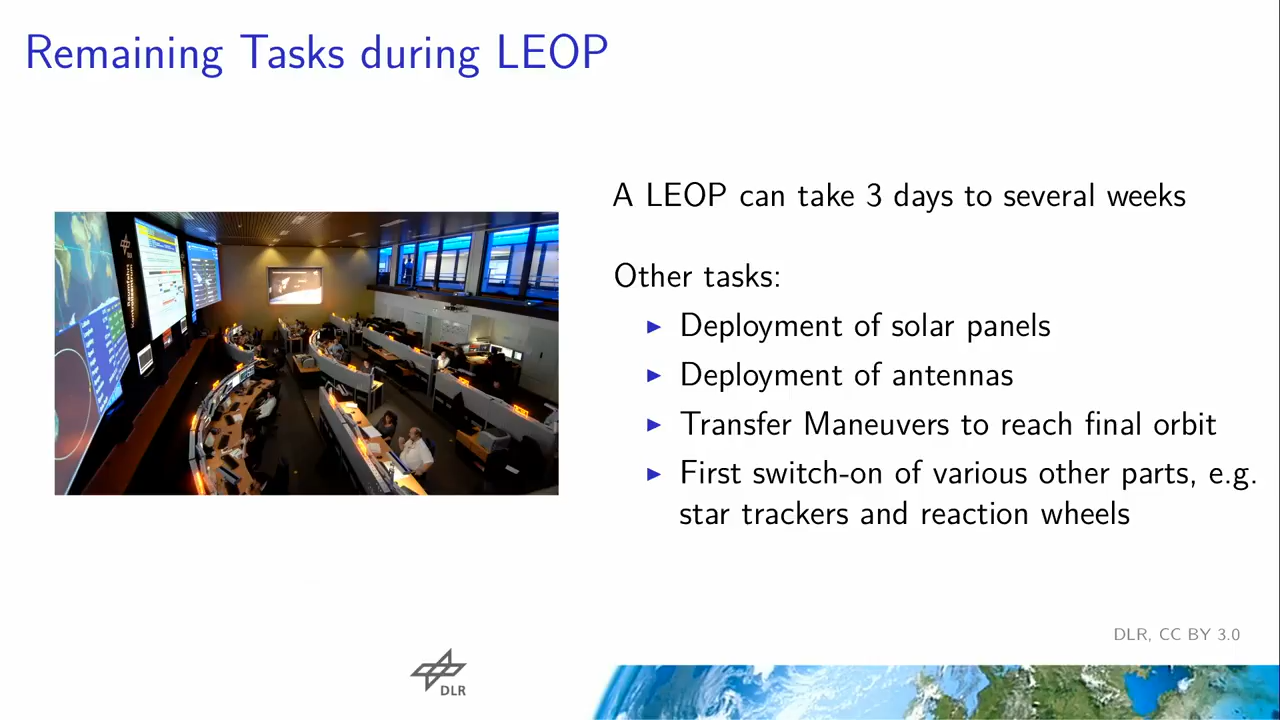 Remaining Tasks during LEOP
A LEOP can take 3 days to several weeks
Other tasks:
Deployment of solar panels
Deployment of antennas
Transfer Maneuvers to reach final orbit
First switch-on of various other parts, e.g.
star trackers and reaction wheels
DLR, CC BY 3.0
DLR